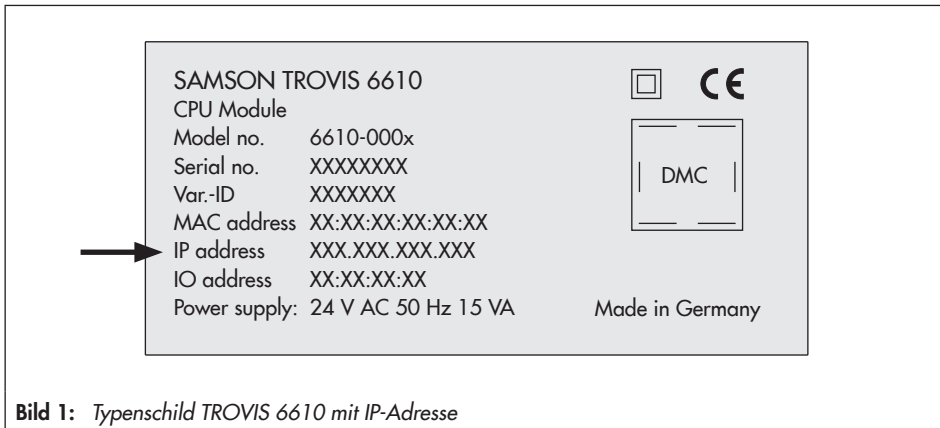 SAMSON TROVIS 6610
CPU Module
Model no. 6610-000x
Serial no. XXXXXXXX
Var.-ID XXXXXXX
MAC address XX:XX:XX:XX:XX:XX
IP address XXX.XXX.XXX.XXX
IO address XX:XX:XX:XX
Power supply: 24 V AC 50 Hz 15 VA
CE
DMC
Made in Germany
Bild 1: Typenschild TROVIS 6610 mit IP-Adresse